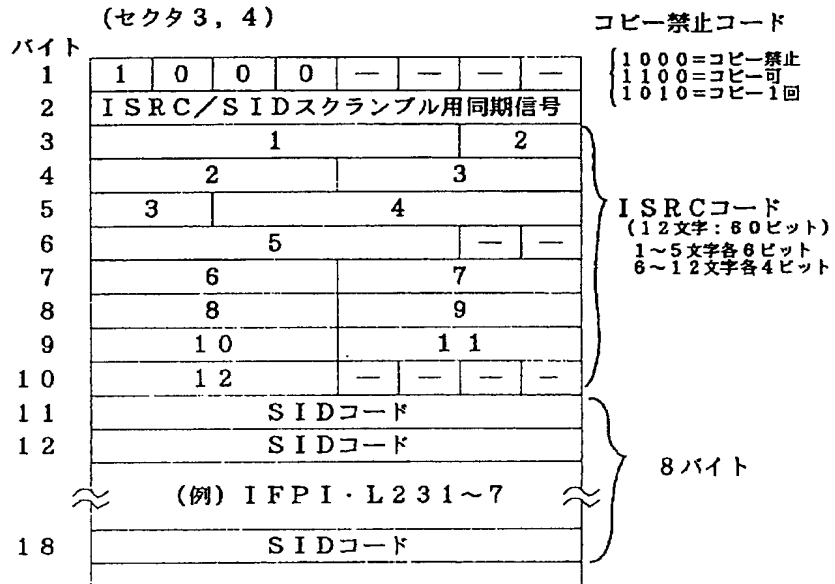 (セクタ3,4)
コピー禁止コード
バイト
1000=コピー禁止
1100=コピー可
1010=コピー1回
1 1 0 0 0 — — — —
2 ISRC/SIDスクランブル用同期信号
3 1 2
4 2 3
5 3 4
6 5 — —
7 6 7
8 8 9
9 10 11
10 12 — — — —
ISRCコード
(12文字:60ビット)
1~5文字各6ビット
6~12文字各4ビット
11 SIDコード
12 SIDコード
(例)IFPI・L231~7
18 SIDコード
8バイト